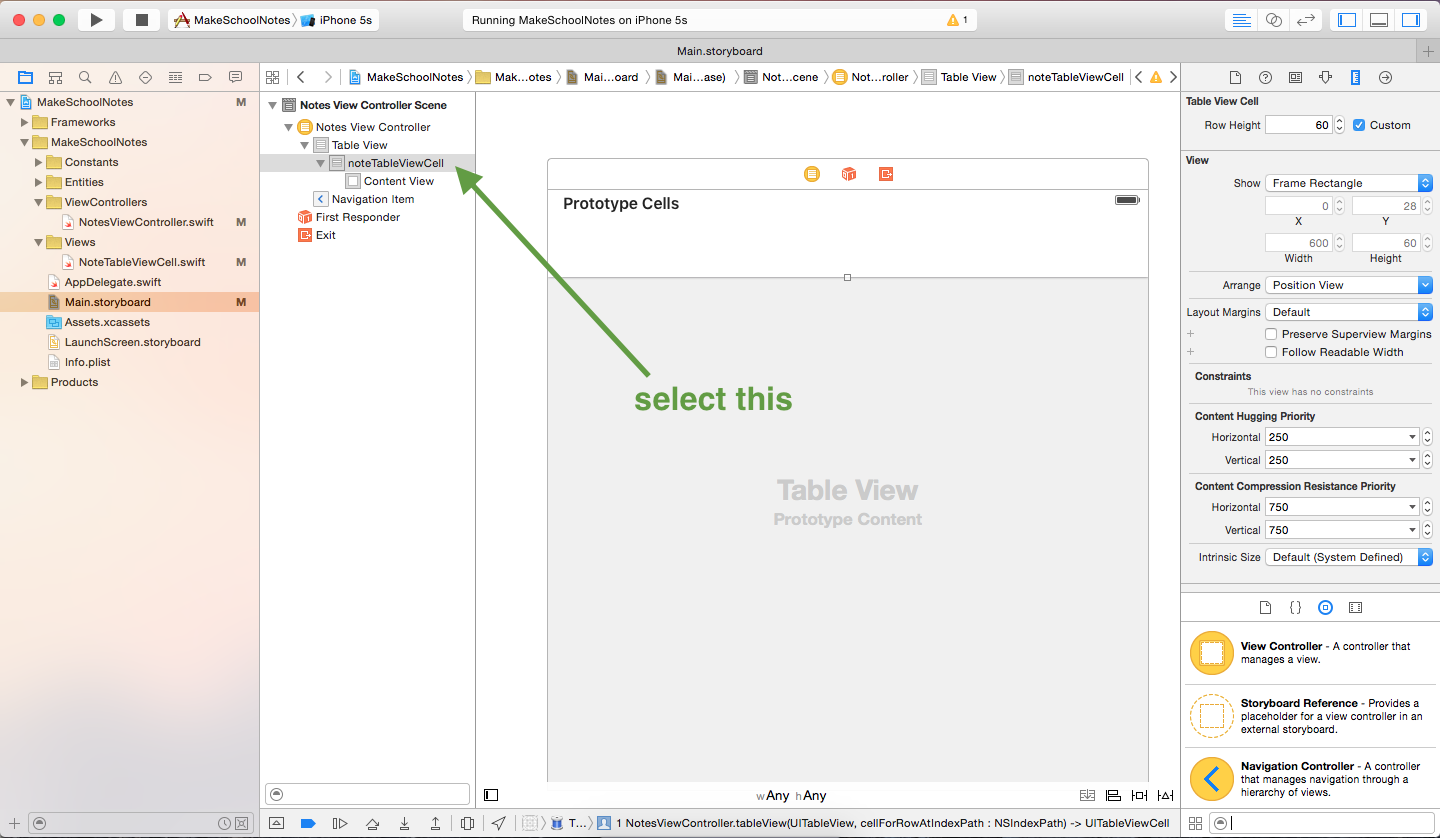 MakeSchoolNotes iPhone 5s
Running MakeSchoolNotes on iPhone 5s
1
Main.storyboard
MakeSchoolNotes Mak...otes Mai...oard Mai...ase) Not...cene Not...roller Table View noteTableViewCell
MakeSchoolNotes M
Frameworks
MakeSchoolNotes
Constants
Entities
ViewControllers
NotesViewController.swift M
Views
NoteTableViewCell.swift M
AppDelegate.swift
Main.storyboard M
Assets.xcassets
LaunchScreen.storyboard
Info.plist
Products
Notes View Controller Scene
Notes View Controller
Table View
noteTableViewCell
Content View
Navigation Item
First Responder
Exit
Prototype Cells
select this
Table View
Prototype Content
wAny hAny
1 NotesViewController.tableView(UITableView, cellForRowAtIndexPath : NSIndexPath) -> UITableViewCell
T...
Table View Cell
Row Height 60 Custom
View
Show Frame Rectangle
0 28
X Y
600 60
Width Height
Arrange Position View
Layout Margins Default
Preserve Superview Margins
Follow Readable Width
Constraints
This view has no constraints
Content Hugging Priority
Horizontal 250
Vertical 250
Content Compression Resistance Priority
Horizontal 750
Vertical 750
Intrinsic Size Default (System Defined)
{}
View Controller - A controller that
manages a view.
Storyboard Reference - Provides a
placeholder for a view controller in an
external storyboard.
Navigation Controller - A controller
that manages navigation through a
hierarchy of views.